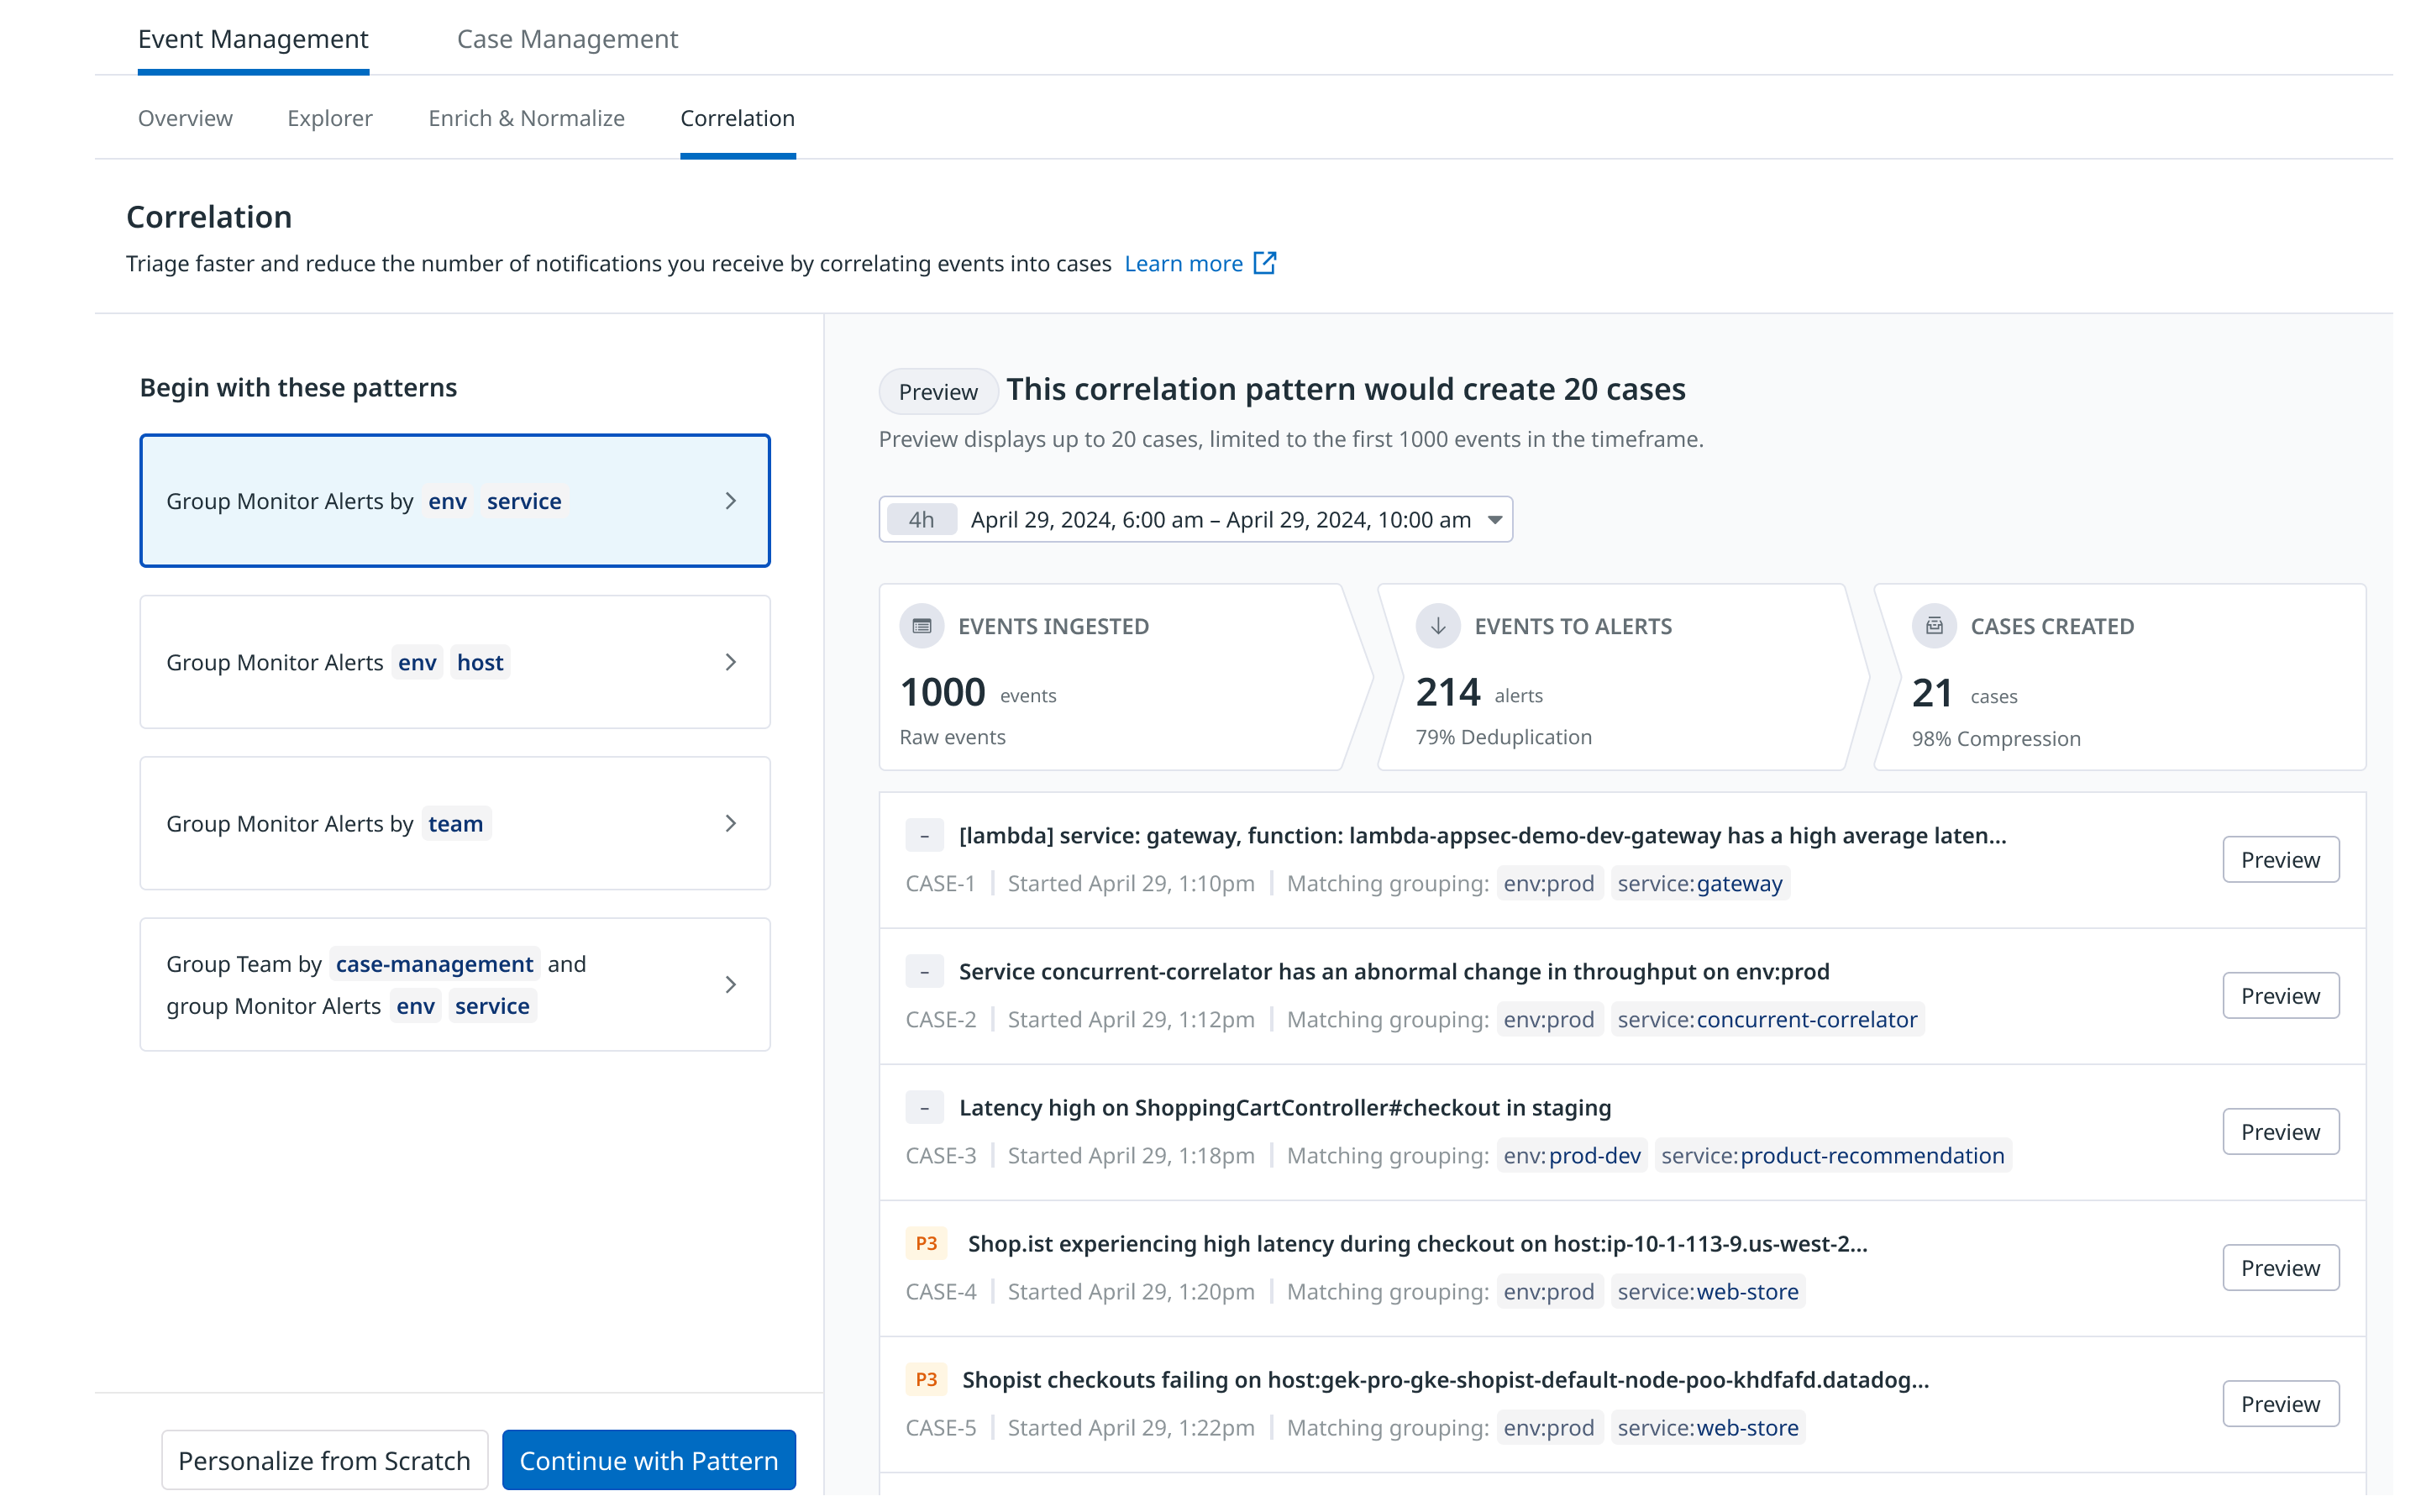 Event Management Case Management
Overview Explorer Enrich & Normalize Correlation
Correlation
Triage faster and reduce the number of notifications you receive by correlating events into cases Learn more
Begin with these patterns
Group Monitor Alerts by env service
Group Monitor Alerts env host
Group Monitor Alerts by team
Group Team by case-management and
group Monitor Alerts env service
Personalize from Scratch Continue with Pattern
Preview This correlation pattern would create 20 cases
Preview displays up to 20 cases, limited to the first 1000 events in the timeframe.
4h April 29, 2024, 6:00 am – April 29, 2024, 10:00 am
EVENTS INGESTED
1000 events
Raw events
EVENTS TO ALERTS
214 alerts
79% Deduplication
CASES CREATED
21 cases
98% Compression
– [lambda] service: gateway, function: lambda-appsec-demo-dev-gateway has a high average laten...
CASE-1 Started April 29, 1:10pm Matching grouping: env:prod service:gateway
Preview
– Service concurrent-correlator has an abnormal change in throughput on env:prod
CASE-2 Started April 29, 1:12pm Matching grouping: env:prod service:concurrent-correlator
Preview
– Latency high on ShoppingCartController#checkout in staging
CASE-3 Started April 29, 1:18pm Matching grouping: env:prod-dev service:product-recommendation
Preview
P3 Shop.ist experiencing high latency during checkout on host:ip-10-1-113-9.us-west-2...
CASE-4 Started April 29, 1:20pm Matching grouping: env:prod service:web-store
Preview
P3 Shopist checkouts failing on host:gek-pro-gke-shopist-default-node-poo-khdfafd.datadog...
CASE-5 Started April 29, 1:22pm Matching grouping: env:prod service:web-store
Preview